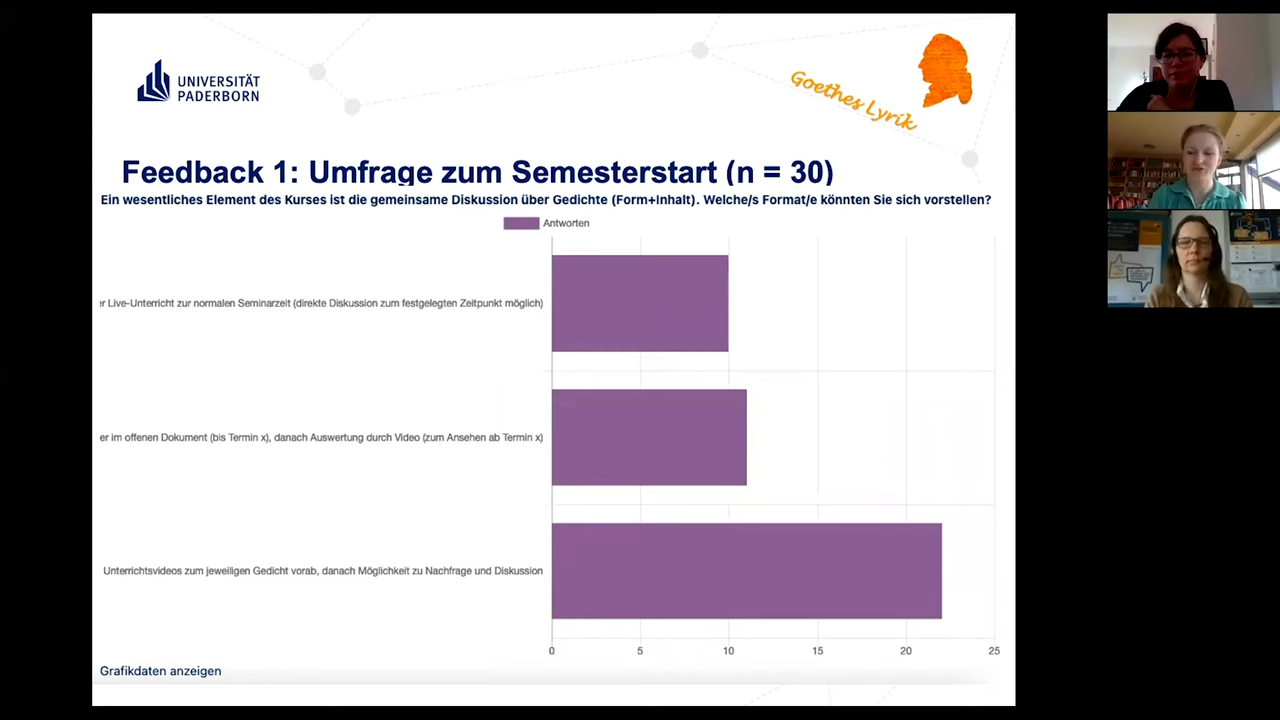 UNIVERSITÄT
PADERBORN
Goethes Lyrik
Feedback 1: Umfrage zum Semesterstart (n = 30)
Ein wesentliches Element des Kurses ist die gemeinsame Diskussion über Gedichte (Form+Inhalt). Welche/s Format/e könnten Sie sich vorstellen?
Antworten
er Live-Unterricht zur normalen Seminarzeit (direkte Diskussion zum festgelegten Zeitpunkt möglich)
er im offenen Dokument (bis Termin x), danach Auswertung durch Video (zum Ansehen ab Termin x)
Unterrichtsvideos zum jeweiligen Gedicht vorab, danach Möglichkeit zu Nachfrage und Diskussion
0 5 10 15 20 25
Grafikdaten anzeigen